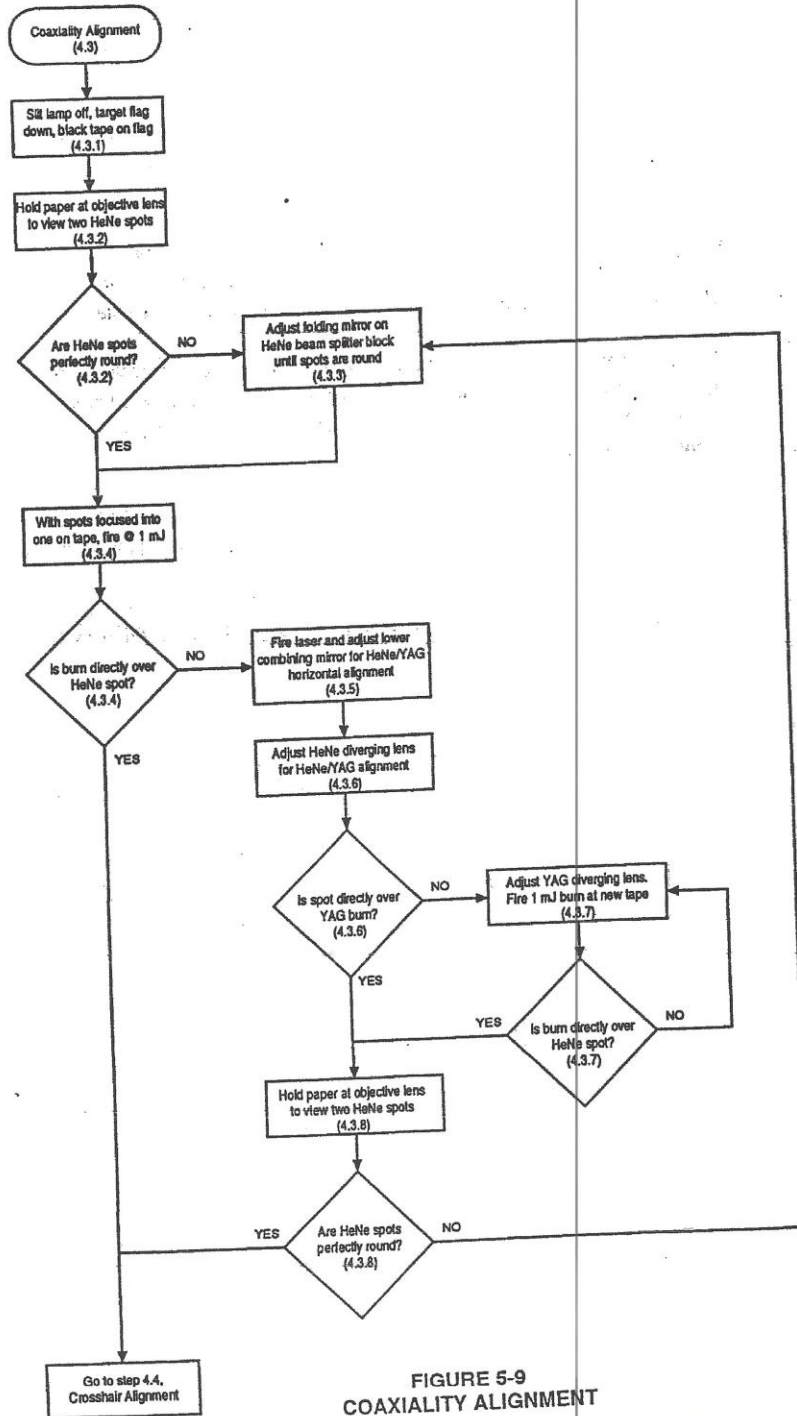 Coaxiality Alignment
(4.3)
Slit lamp off, target flag
down, black tape on flag
(4.3.1)
Hold paper at objective lens
to view two HeNe spots
(4.3.2)
Are HeNe spots
perfectly round?
(4.3.2)
NO
YES
Adjust folding mirror on
HeNe beam splitter block
until spots are round
(4.3.3)
With spots focused into
one on tape, fire @ 1 mJ
(4.3.4)
Is burn directly over
HeNe spot?
(4.3.4)
NO
YES
Fire laser and adjust lower
combining mirror for HeNe/YAG
horizontal alignment
(4.3.5)
Adjust HeNe diverging lens
for HeNe/YAG alignment
(4.3.6)
Is spot directly over
YAG burn?
(4.3.6)
NO
YES
Adjust YAG diverging lens.
Fire 1 mJ burn at new tape
(4.3.7)
Is burn directly over
HeNe spot?
(4.3.7)
YES
NO
Hold paper at objective lens
to view two HeNe spots
(4.3.8)
Are HeNe spots
perfectly round?
(4.3.8)
YES
NO
Go to step 4.4,
Crosshair Alignment
FIGURE 5-9
COAXIALITY ALIGNMENT